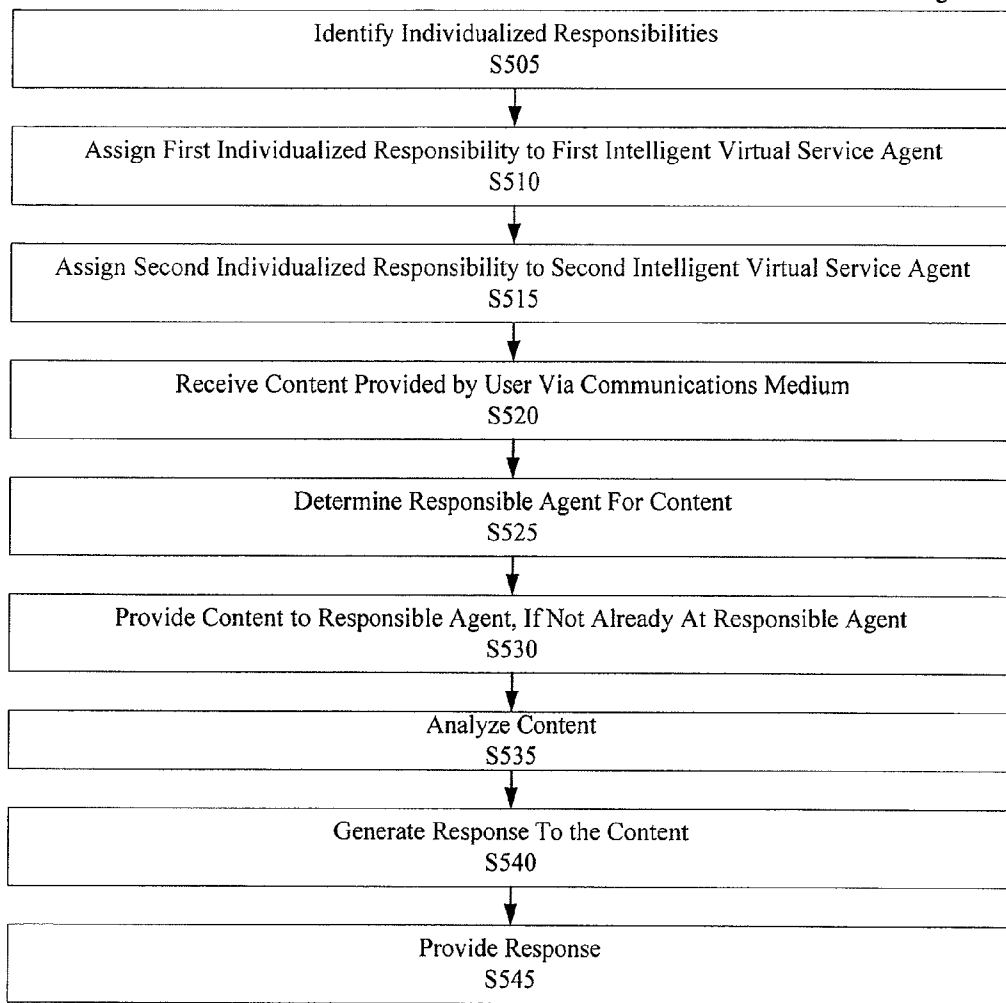 Identify Individualized Responsibilities
S505
Assign First Individualized Responsibility to First Intelligent Virtual Service Agent
S510
Assign Second Individualized Responsibility to Second Intelligent Virtual Service Agent
S515
Receive Content Provided by User Via Communications Medium
S520
Determine Responsible Agent For Content
S525
Provide Content to Responsible Agent, If Not Already At Responsible Agent
S530
Analyze Content
S535
Generate Response To the Content
S540
Provide Response
S545